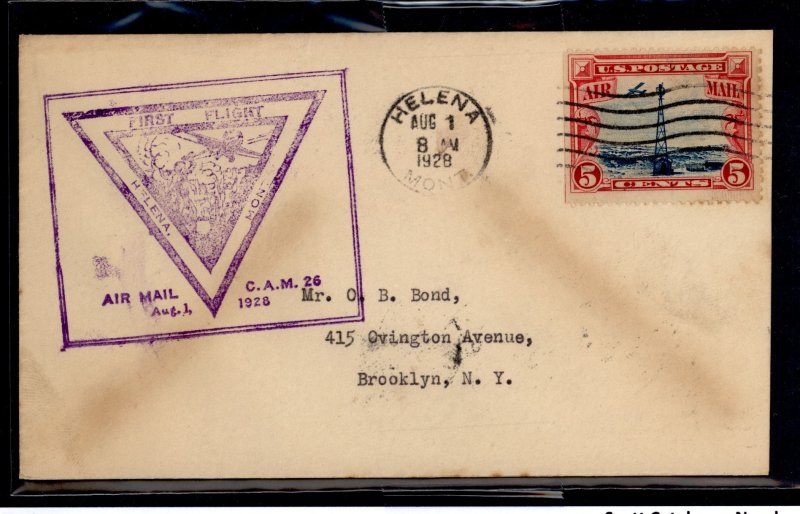 FIRST FLIGHT
HELENA, MON.
AIR MAIL C.A.M. 26
Aug. 1, 1928
HELENA
AUG 1
8 AM
1928
MONT.
U.S. POSTAGE
AIR MAIL
5 CENTS 5
Mr. O. B. Bond,
415 Ovington Avenue,
Brooklyn, N. Y.